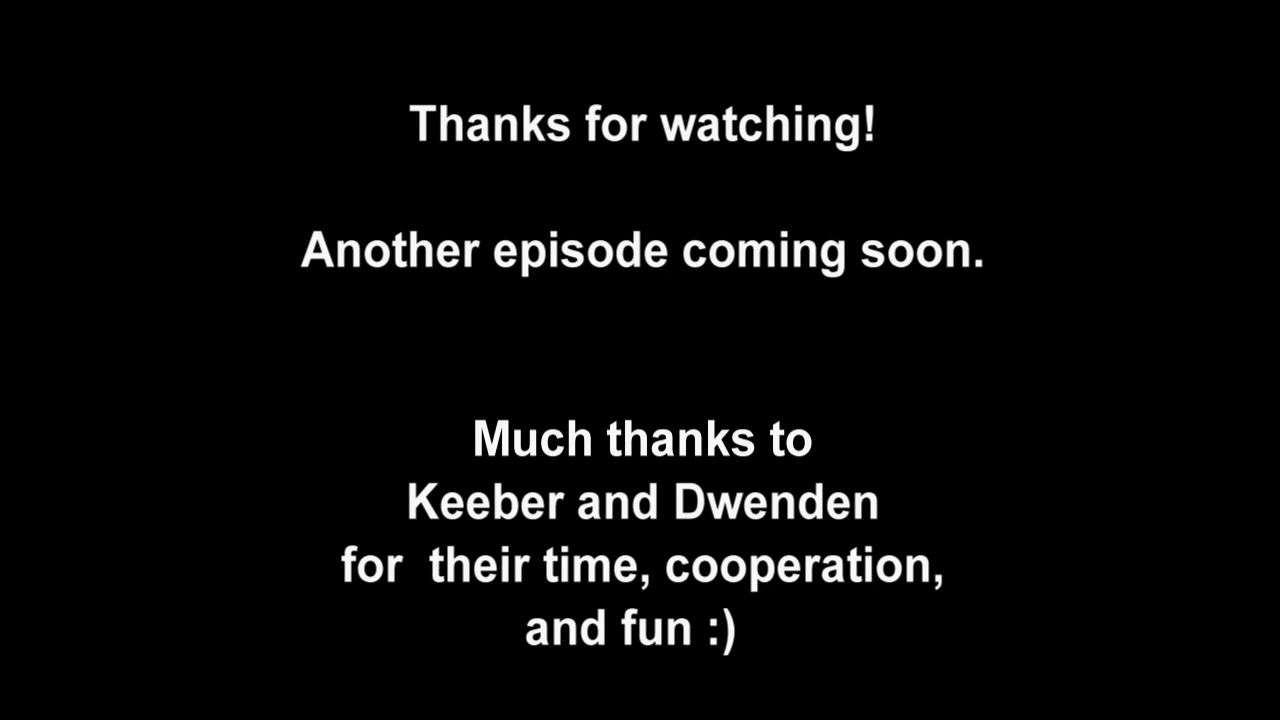 Thanks for watching!
Another episode coming soon.
Much thanks to
Keeber and Dwenden
for  their time, cooperation,
and fun :)